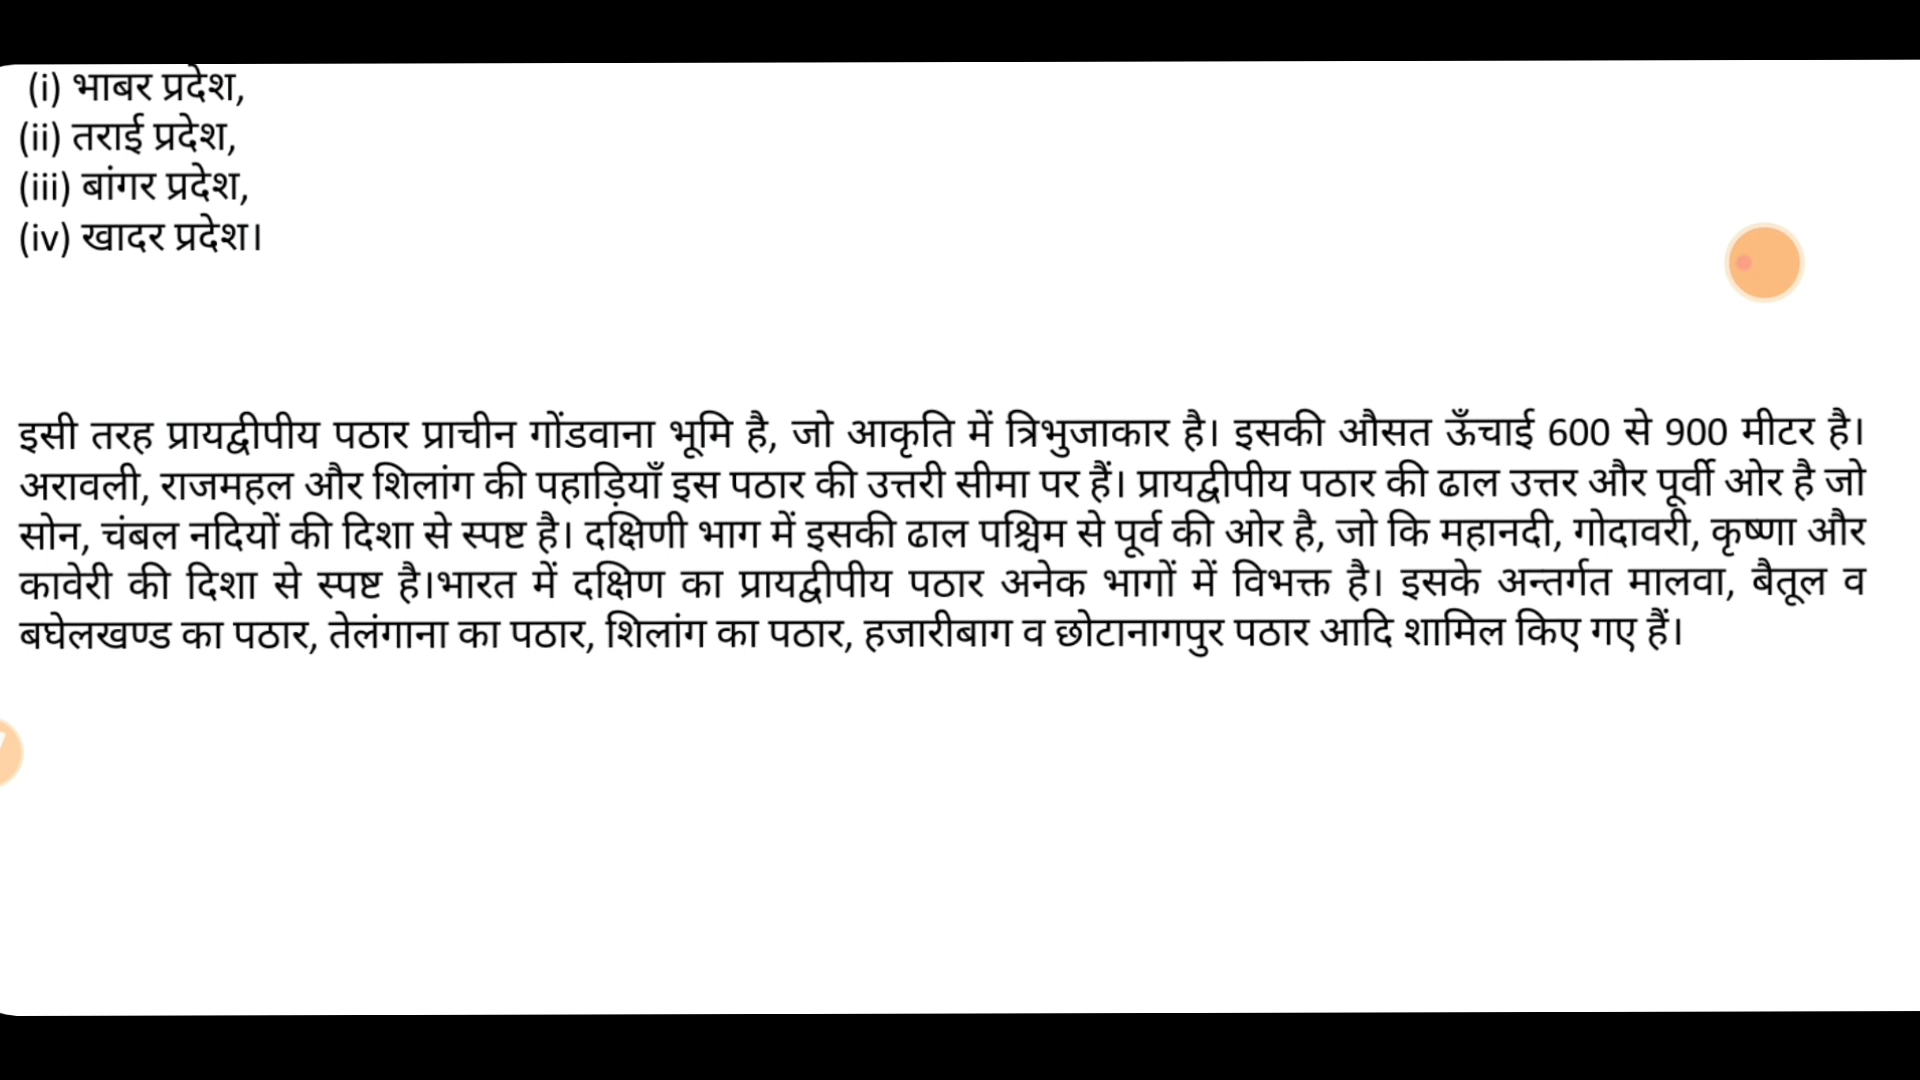 (i) भाबर प्रदेश,
(ii) तराई प्रदेश,
(iii) बांगर प्रदेश,
(iv) खादर प्रदेश।
इसी तरह प्रायद्वीपीय पठार प्राचीन गोंडवाना भूमि है, जो आकृति में त्रिभुजाकार है। इसकी औसत ऊँचाई 600 से 900 मीटर है।
अरावली, राजमहल और शिलांग की पहाड़ियाँ इस पठार की उत्तरी सीमा पर हैं। प्रायद्वीपीय पठार की ढाल उत्तर और पूर्वी ओर है जो
सोन, चंबल नदियों की दिशा से स्पष्ट है। दक्षिणी भाग में इसकी ढाल पश्चिम से पूर्व की ओर है, जो कि महानदी, गोदावरी, कृष्णा और
कावेरी की दिशा से स्पष्ट है।भारत में दक्षिण का प्रायद्वीपीय पठार अनेक भागों में विभक्त है। इसके अन्तर्गत मालवा, बैतूल व
बघेलखण्ड का पठार, तेलंगाना का पठार, शिलांग का पठार, हजारीबाग व छोटानागपुर पठार आदि शामिल किए गए हैं।